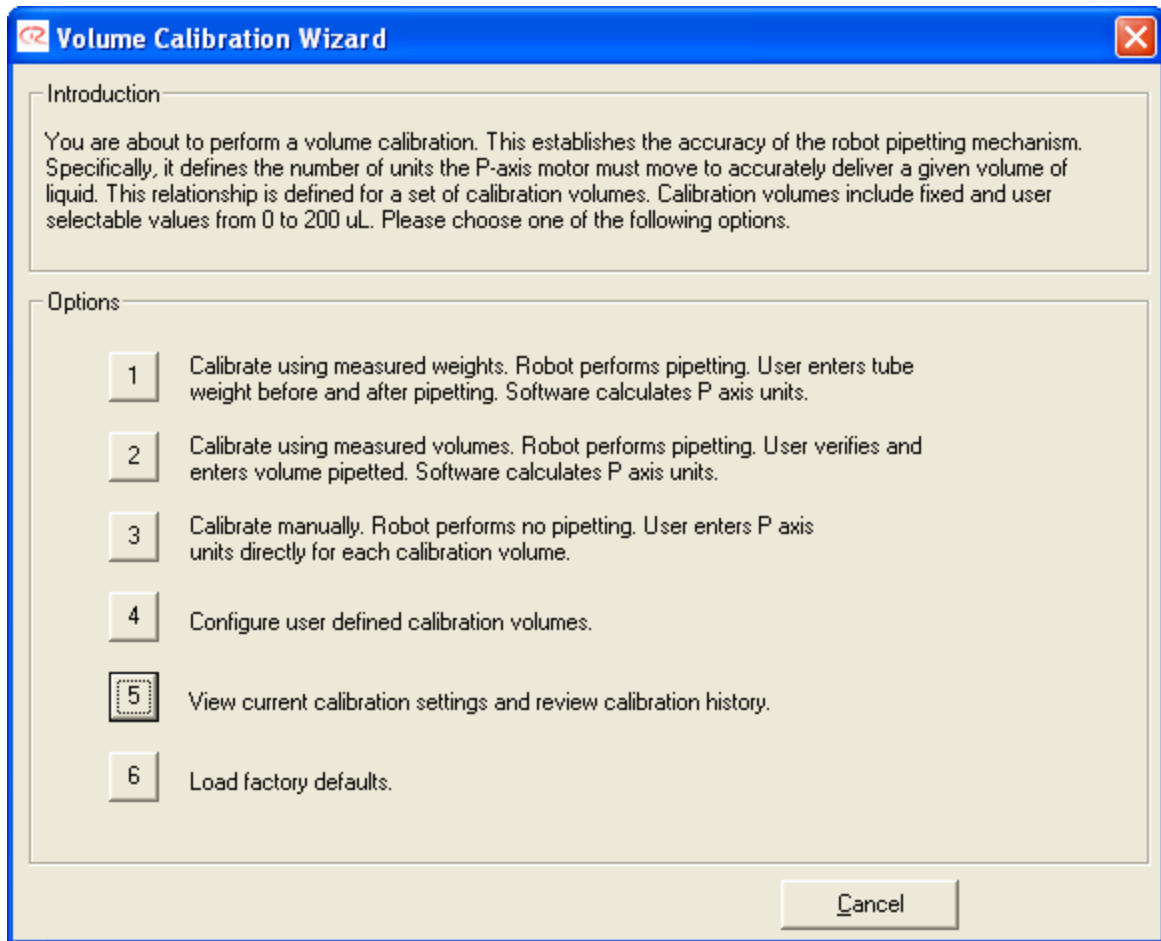 Volume Calibration Wizard
Introduction
You are about to perform a volume calibration. This establishes the accuracy of the robot pipetting mechanism.
Specifically, it defines the number of units the P-axis motor must move to accurately deliver a given volume of
liquid. This relationship is defined for a set of calibration volumes. Calibration volumes include fixed and user
selectable values from 0 to 200 uL. Please choose one of the following options.
Options
1
Calibrate using measured weights. Robot performs pipetting. User enters tube
weight before and after pipetting. Software calculates P axis units.
2
Calibrate using measured volumes. Robot performs pipetting. User verifies and
enters volume pipetted. Software calculates P axis units.
3
Calibrate manually. Robot performs no pipetting. User enters P axis
units directly for each calibration volume.
4
Configure user defined calibration volumes.
5
View current calibration settings and review calibration history.
6
Load factory defaults.
Cancel